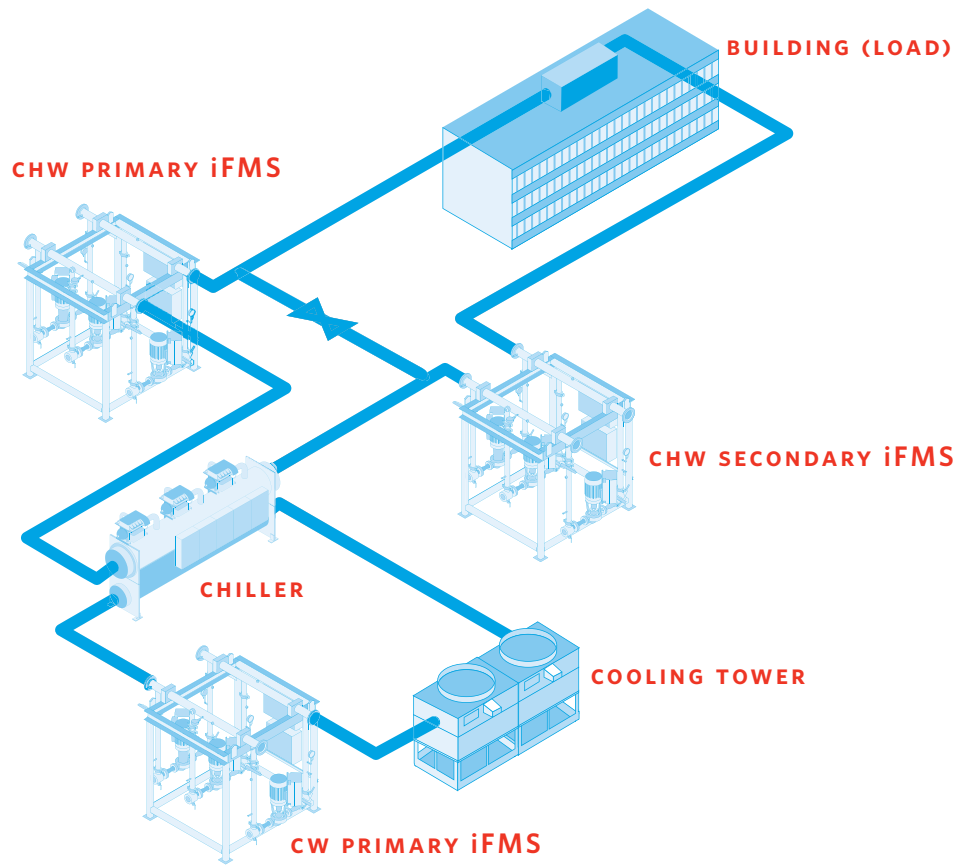 BUILDING (LOAD)
CHW PRIMARY iFMS
CHW SECONDARY iFMS
CHILLER
COOLING TOWER
CW PRIMARY iFMS